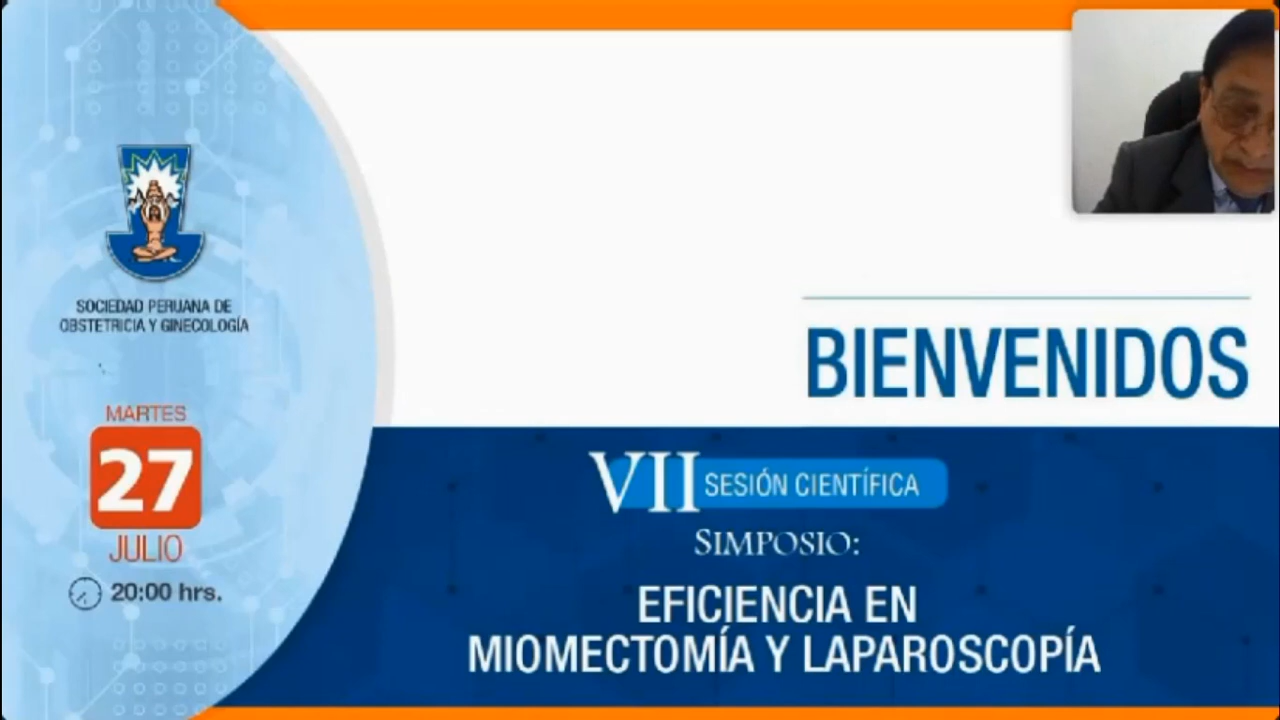 SOCIEDAD PERUANA DE
OBSTETRICIA Y GINECOLOGÍA
MARTES
27
JULIO
20:00 hrs.
BIENVENIDOS
VII SESIÓN CIENTÍFICA
SIMPOSIO:
EFICIENCIA EN
MIOMECTOMÍA Y LAPAROSCOPÍA